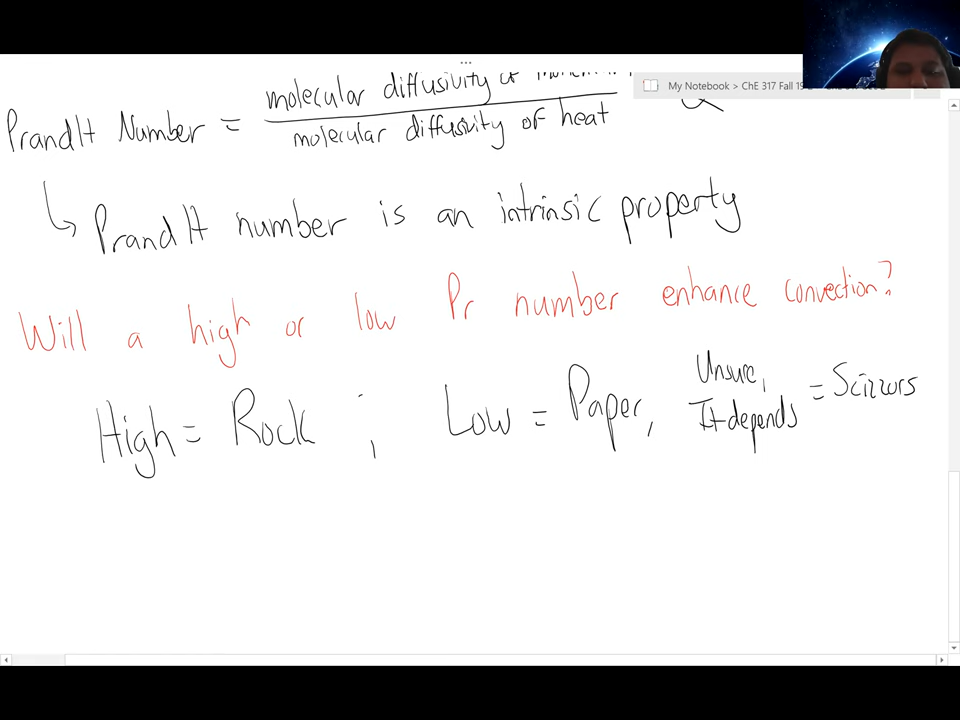 My Notebook > ChE 317 Fall 19
molecular diffusivity of
Prandlt Number =
molecular diffusivity of heat
↳ Prandlt number is an intrinsic property
Will a high or low Pr number enhance convection?
High = Rock ; Low = Paper, Unsure, It depends = Scizzors